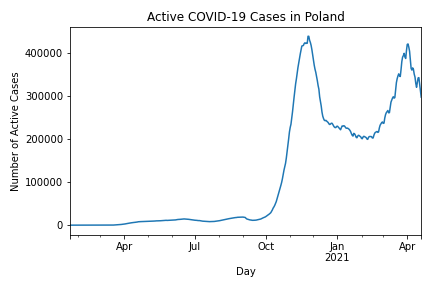 Active COVID-19 Cases in Poland
Number of Active Cases
400000
300000
200000
100000
0
Apr
Jul
Oct
Jan
2021
Apr
Day